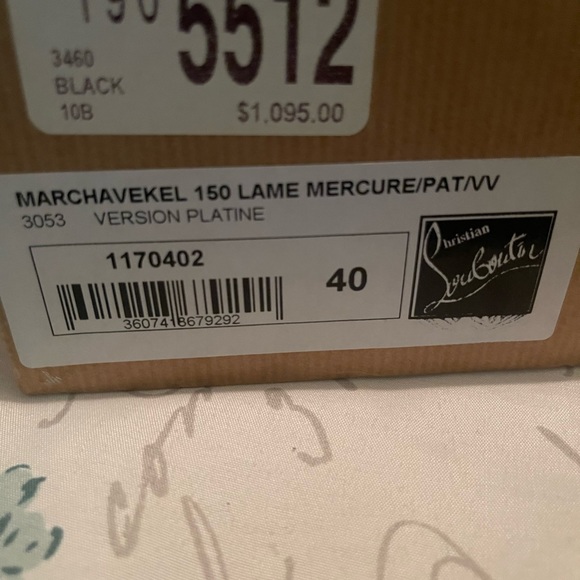 190 5512
3460
BLACK
10B $1,095.00
MARCHAVEKEL 150 LAME MERCURE/PAT/VV
3053 VERSION PLATINE
1170402
40
3607418679292
Christian
Louboutin